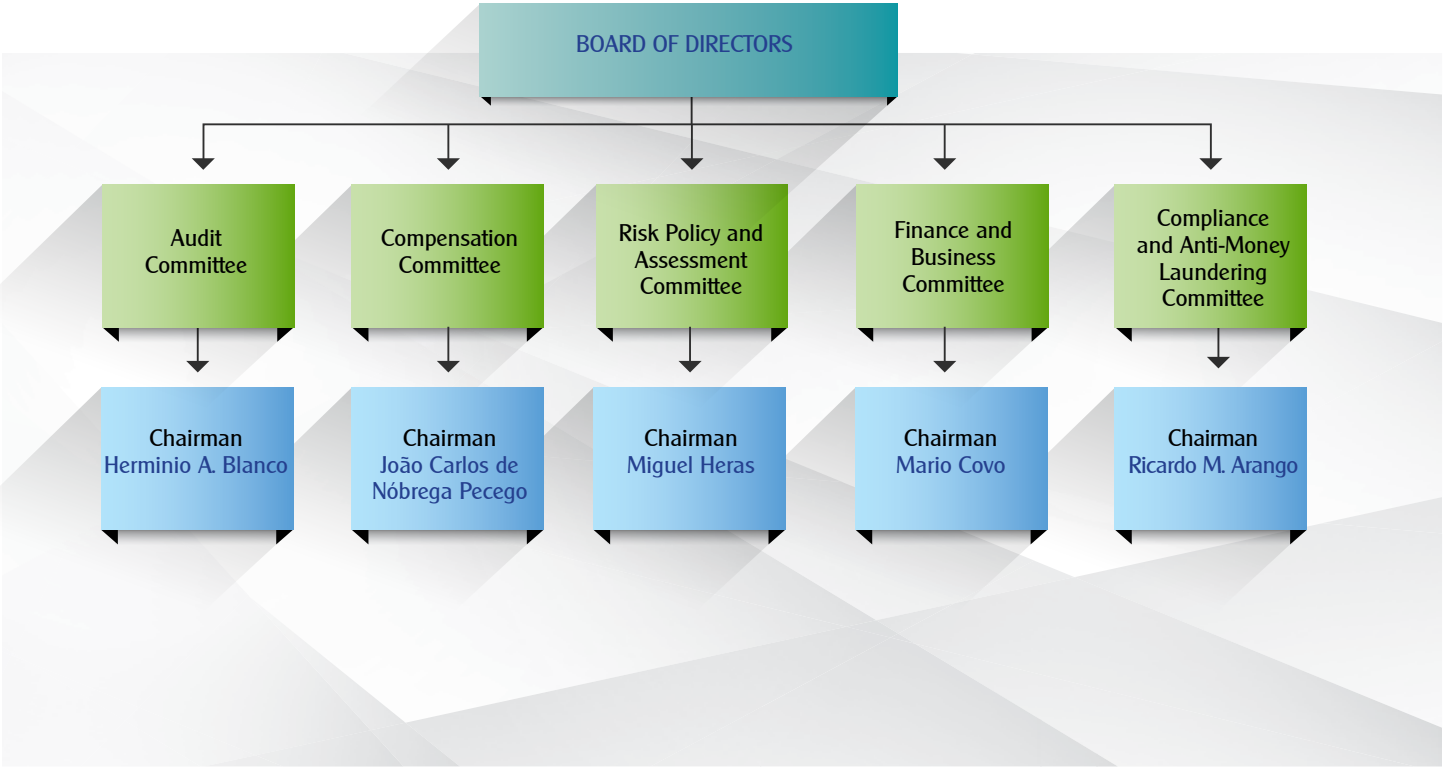 BOARD OF DIRECTORS
Audit
Committee
Compensation
Committee
Risk Policy and
Assessment
Committee
Finance and
Business
Committee
Compliance
and Anti-Money
Laundering
Committee
Chairman
Herminio A. Blanco
Chairman
João Carlos de
Nóbrega Pecego
Chairman
Miguel Heras
Chairman
Mario Covo
Chairman
Ricardo M. Arango